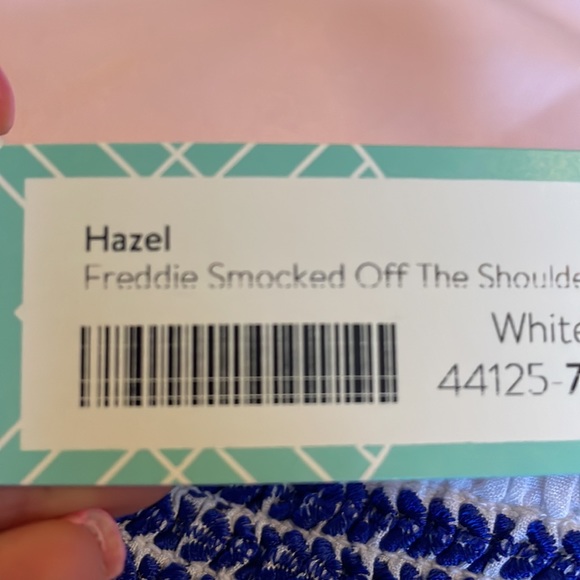 Hazel
Freddie Smocked Off The Shoulde
White
44125-7